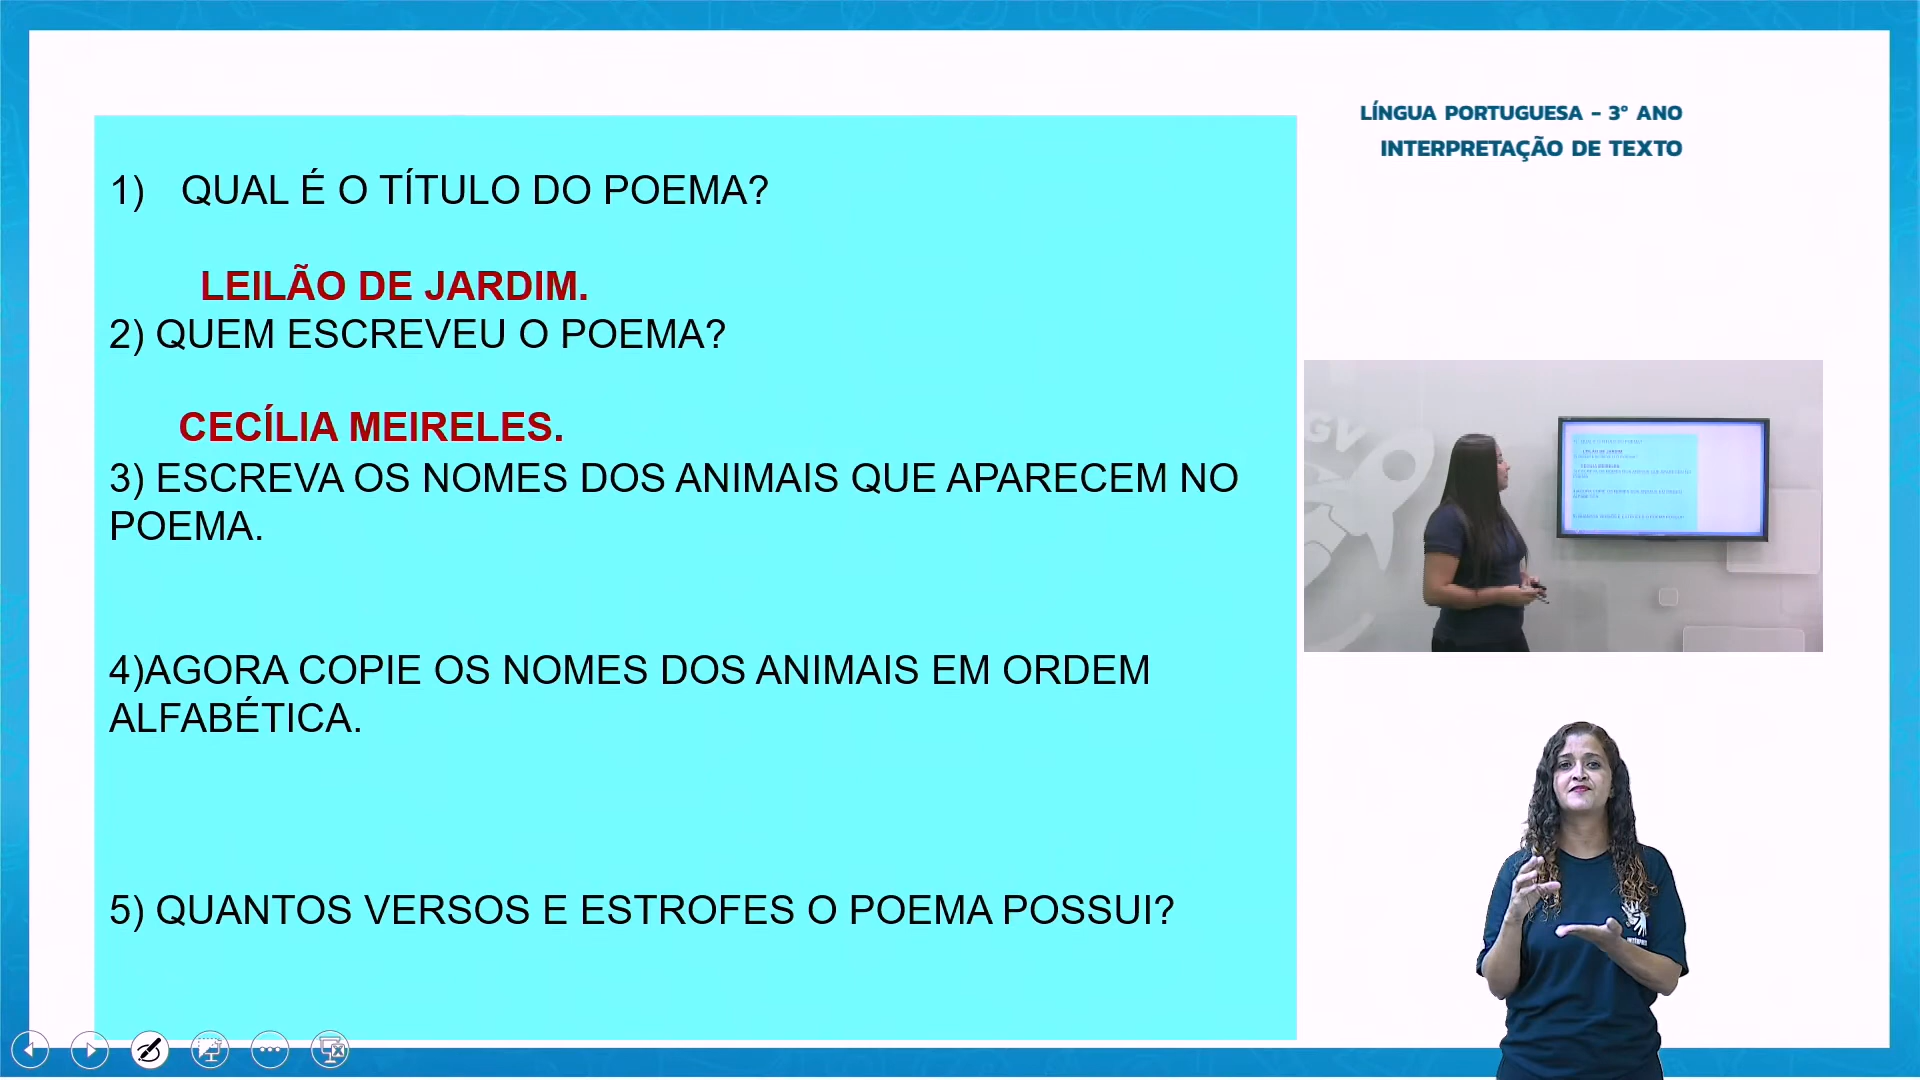 LÍNGUA PORTUGUESA - 3º ANO
INTERPRETAÇÃO DE TEXTO
1) QUAL É O TÍTULO DO POEMA?
LEILÃO DE JARDIM.
2) QUEM ESCREVEU O POEMA?
CECÍLIA MEIRELES.
3) ESCREVA OS NOMES DOS ANIMAIS QUE APARECEM NO
POEMA.
4)AGORA COPIE OS NOMES DOS ANIMAIS EM ORDEM
ALFABÉTICA.
5) QUANTOS VERSOS E ESTROFES O POEMA POSSUI?
GV